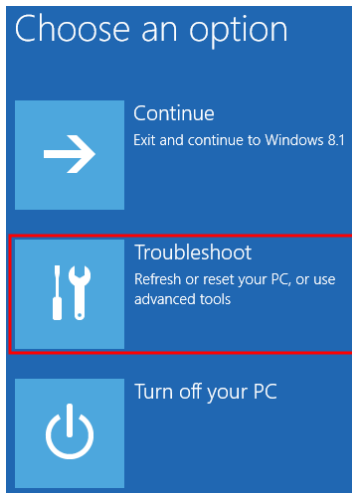 Choose an option
Continue
Exit and continue to Windows 8.1
Troubleshoot
Refresh or reset your PC, or use
advanced tools
Turn off your PC